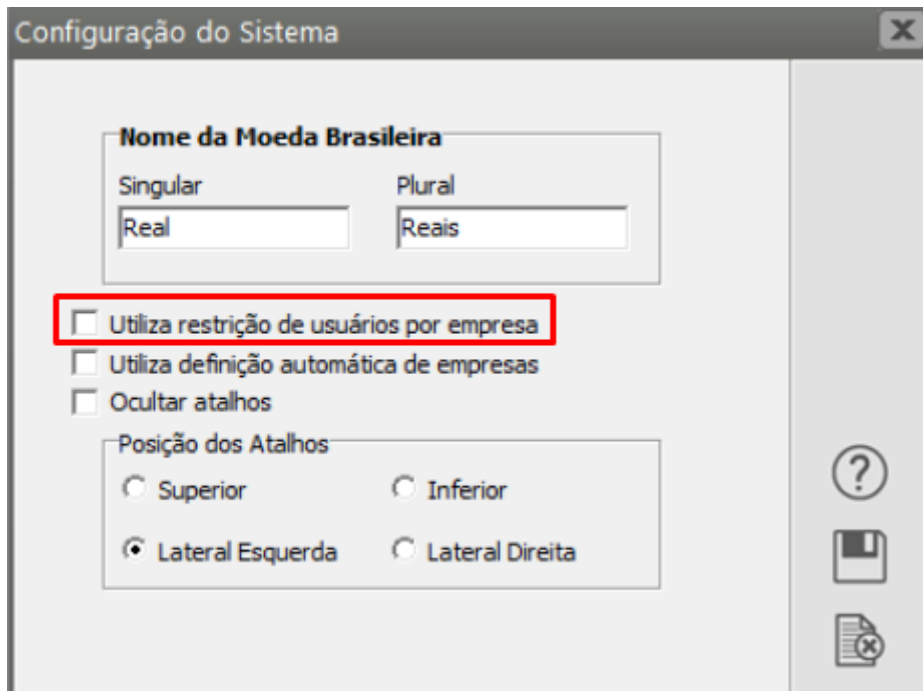 Configuração do Sistema
Nome da Moeda Brasileira
Singular Plural
Real Reais
Utiliza restrição de usuários por empresa
Utiliza definição automática de empresas
Ocultar atalhos
Posição dos Atalhos
Superior Inferior
Lateral Esquerda Lateral Direita